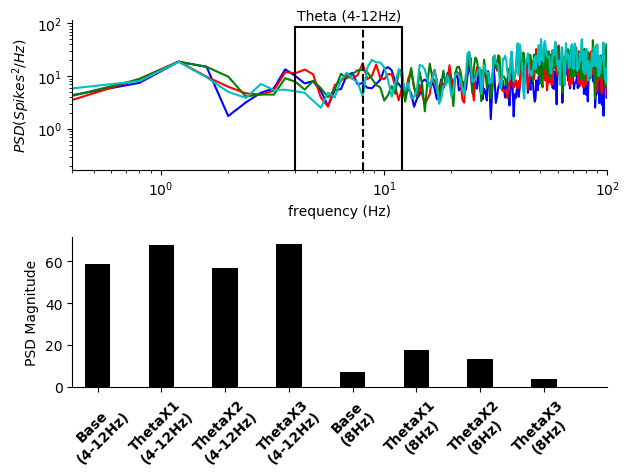 Theta (4-12Hz)
10²
10¹
10⁰
PSD(Spikes²/Hz)
10⁰
10¹
10²
frequency (Hz)
60
40
20
0
PSD Magnitude
Base
(4-12Hz)
ThetaX1
(4-12Hz)
ThetaX2
(4-12Hz)
ThetaX3
(4-12Hz)
Base
(8Hz)
ThetaX1
(8Hz)
ThetaX2
(8Hz)
ThetaX3
(8Hz)